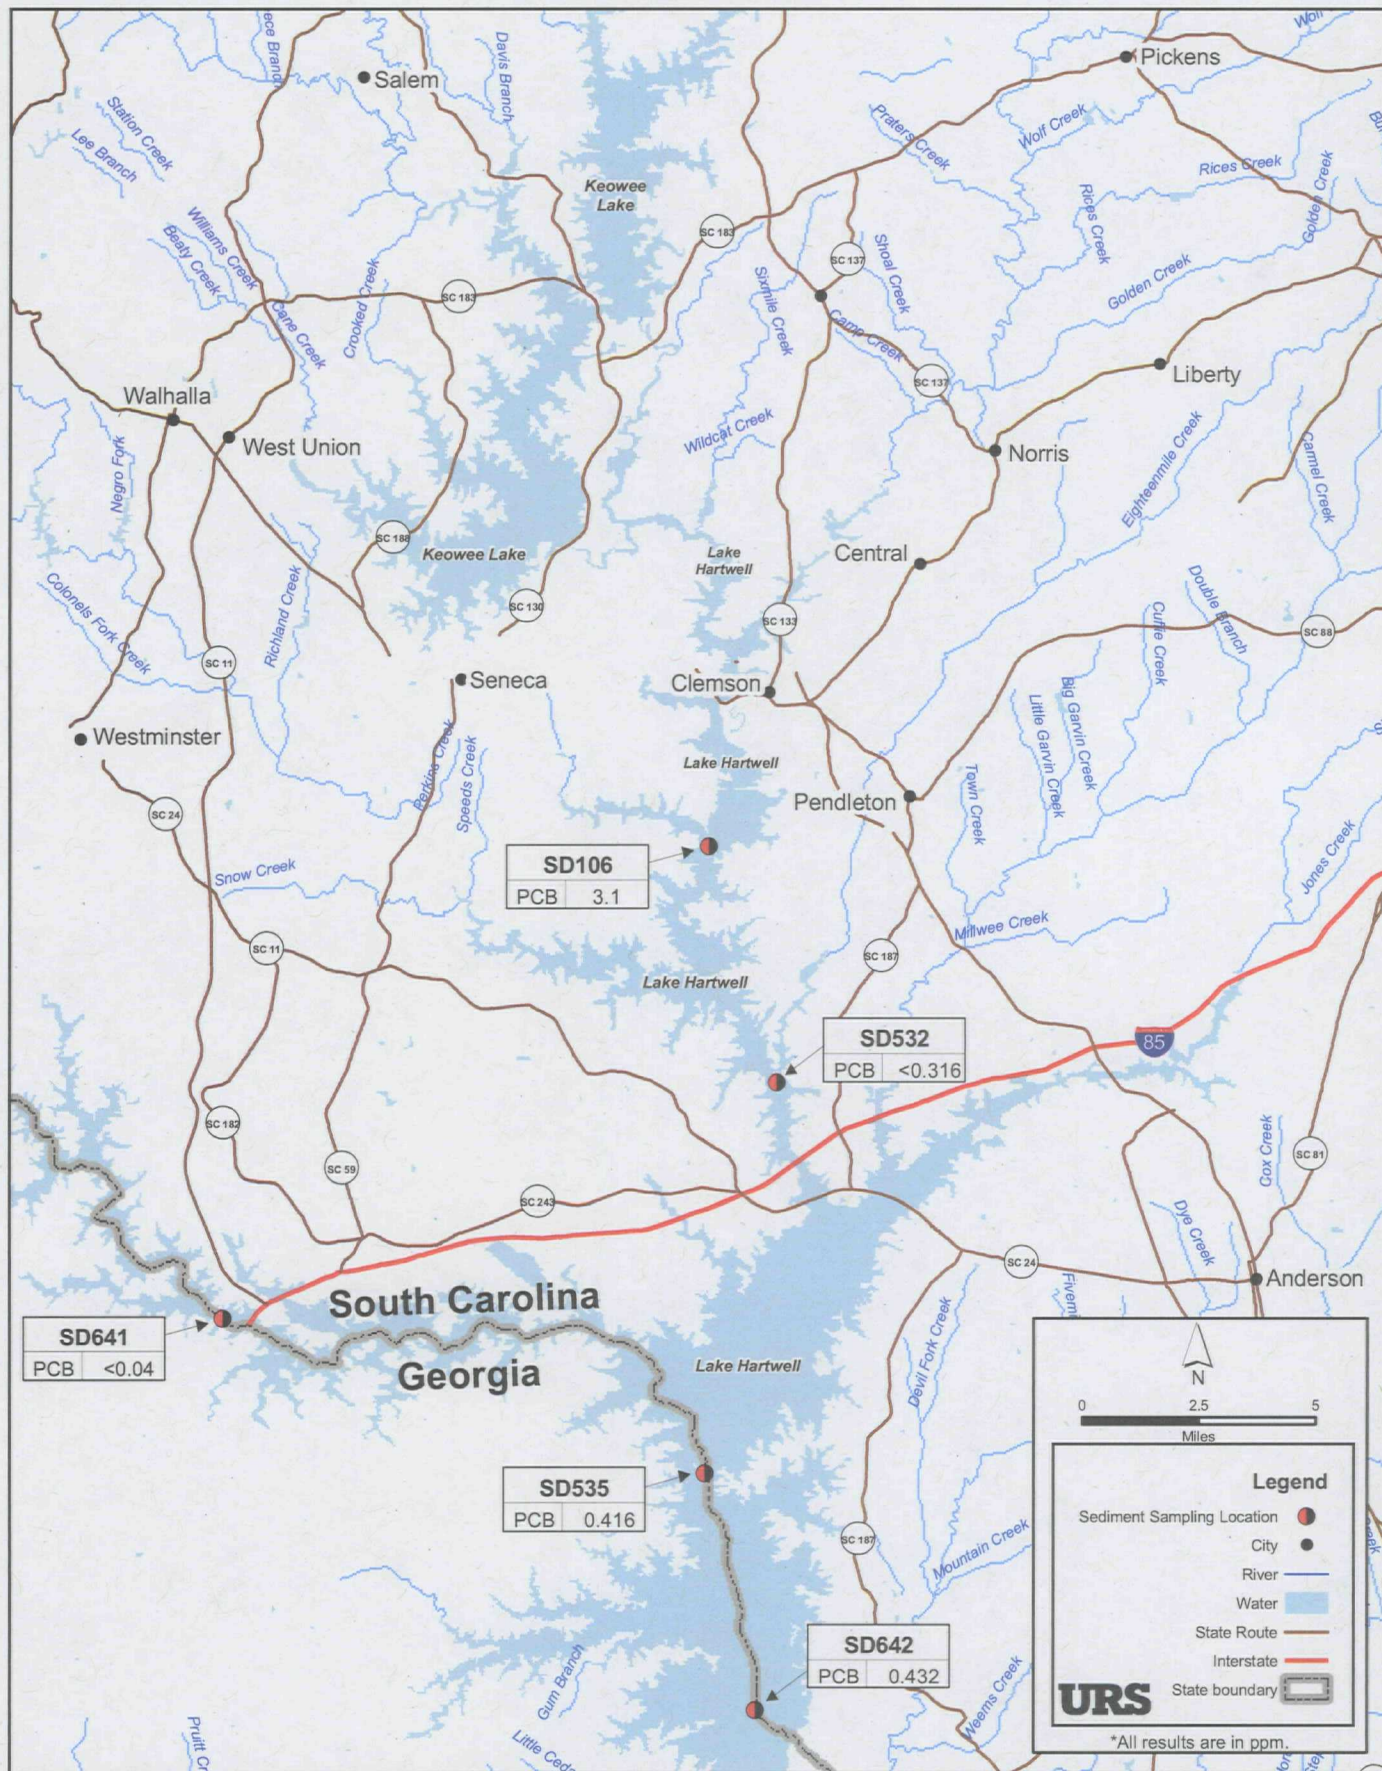 Pickens
Salem
Davis Branch
Station Creek
Lee Branch
Praters Creek
Wolf Creek
Rices Creek
Keowee
Lake
Rices Creek
Golden Creek
Williams Creek
Beaty Creek
SC 183
SC 137
Shoal Creek
Golden Creek
Sixmile Creek
Crooked Creek
SC 183
Cane Creek
Camp Creek
SC 137
Liberty
Walhalla
West Union
Wildcat Creek
Norris
Negro Fork
Eighteenmile Creek
Carmel Creek
SC 188
Keowee Lake
Lake
Hartwell
Central
Colonels Fork Creek
Richland Creek
SC 130
SC 133
Cuffie Creek
Double Branch
SC 88
SC 11
Seneca
Clemson
Big Garvin Creek
Little Garvin Creek
Westminster
Perkins Creek
Speeds Creek
Lake Hartwell
Town Creek
Pendleton
SC 24
SD106
PCB 3.1
Snow Creek
Jones Creek
Millwee Creek
SC 11
SC 187
Lake Hartwell
SD532
PCB <0.316
85
SC 182
SC 59
SC 243
Cox Creek
SC 81
Dye Creek
SC 24
Anderson
South Carolina
Georgia
SD641
PCB <0.04
Lake Hartwell
Devil Fork Creek
N
0 2.5 5
Miles
SD535
PCB 0.416
SC 187
Mountain Creek
Legend
Sediment Sampling Location
City
River
Water
State Route
Interstate
State boundary
URS
*All results are in ppm.
SD642
PCB 0.432
Gum Branch
Weems Creek